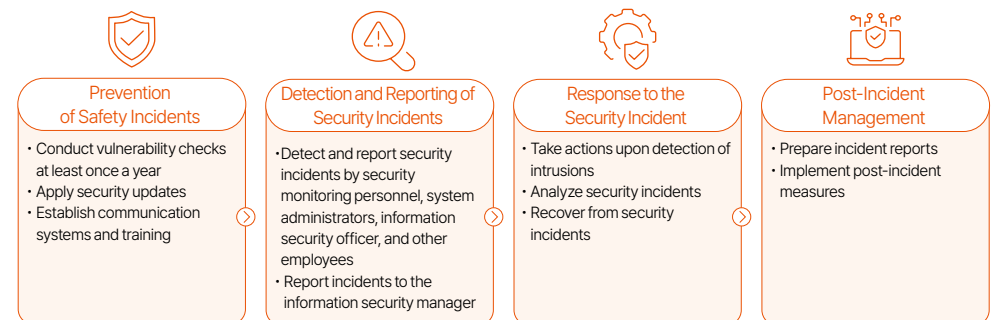 Prevention
of Safety Incidents
• Conduct vulnerability checks
at least once a year
• Apply security updates
• Establish communication
systems and training
Detection and Reporting of
Security Incidents
•Detect and report security
incidents by security
monitoring personnel, system
administrators, information
security officer, and other
employees
• Report incidents to the
information security manager
Response to the
Security Incident
• Take actions upon detection of
intrusions
• Analyze security incidents
• Recover from security
incidents
Post-Incident
Management
• Prepare incident reports
• Implement post-incident
measures